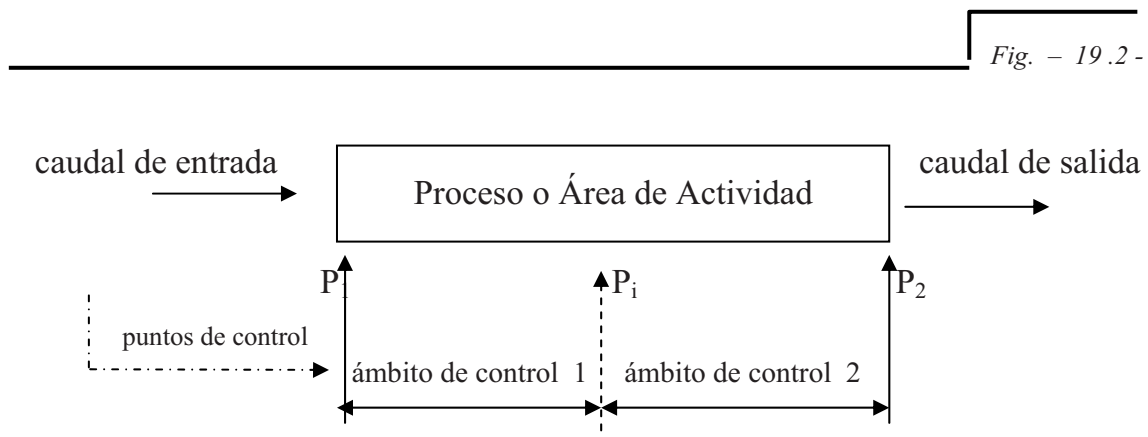 Fig. – 19 .2 -
caudal de entrada
caudal de salida
Proceso o Área de Actividad
P1
Pi
P2
puntos de control
ámbito de control 1
ámbito de control 2